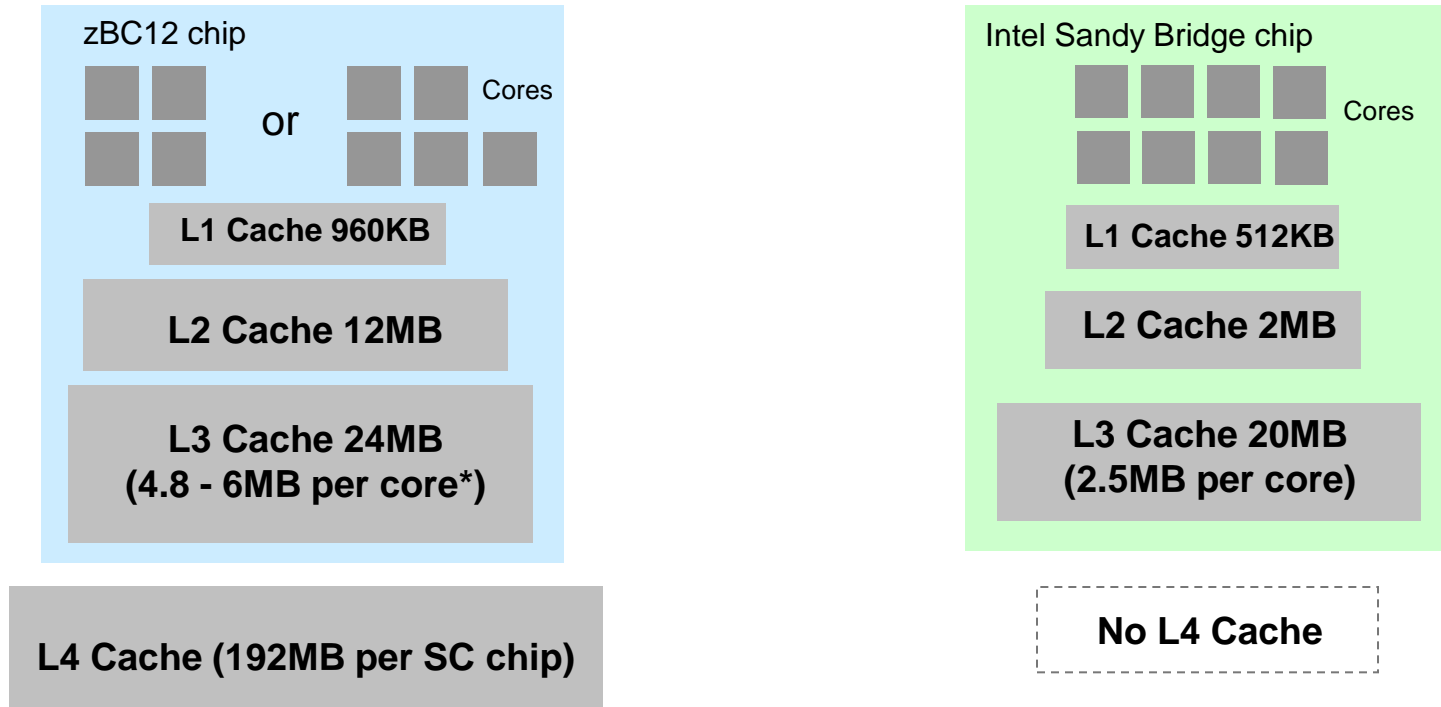 zBC12 chip
Cores
or
L1 Cache 960KB
L2 Cache 12MB
L3 Cache 24MB
(4.8 - 6MB per core*)
L4 Cache (192MB per SC chip)
Intel Sandy Bridge chip
Cores
L1 Cache 512KB
L2 Cache 2MB
L3 Cache 20MB
(2.5MB per core)
No L4 Cache